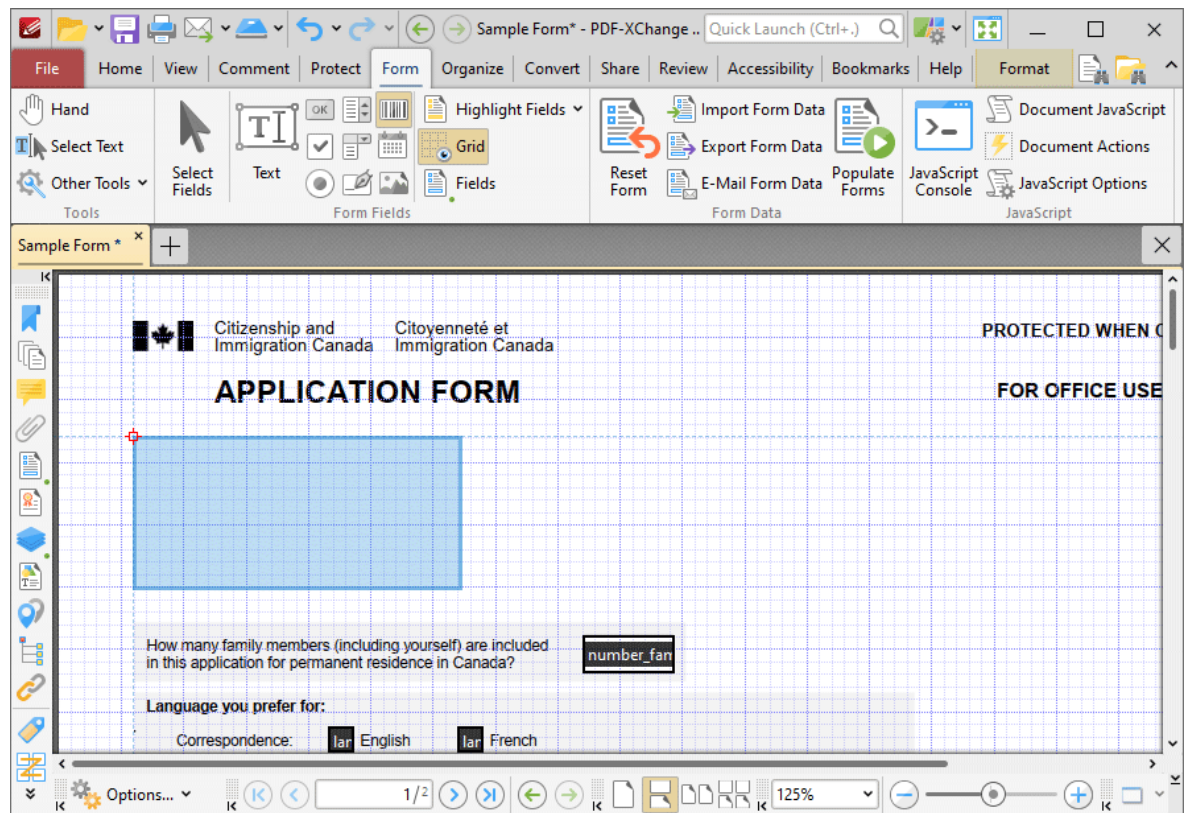 Sample Form* - PDF-XChange .. Quick Launch (Ctrl+.)
File Home View Comment Protect Form Organize Convert Share Review Accessibility Bookmarks Help Format
Hand
Select Text
Other Tools
Select Fields
Text
OK
Highlight Fields
Grid
Fields
Reset Form
Import Form Data
Export Form Data
E-Mail Form Data
Populate Forms
JavaScript Console
Document JavaScript
Document Actions
JavaScript Options
Tools Form Fields Form Data JavaScript
Sample Form *
Citizenship and Citoyenneté et PROTECTED WHEN
Immigration Canada Immigration Canada
APPLICATION FORM FOR OFFICE USE
How many family members (including yourself) are included
in this application for permanent residence in Canada? number_fam
Language you prefer for:
Correspondence: lar English lar French
Options... 1/2 125%